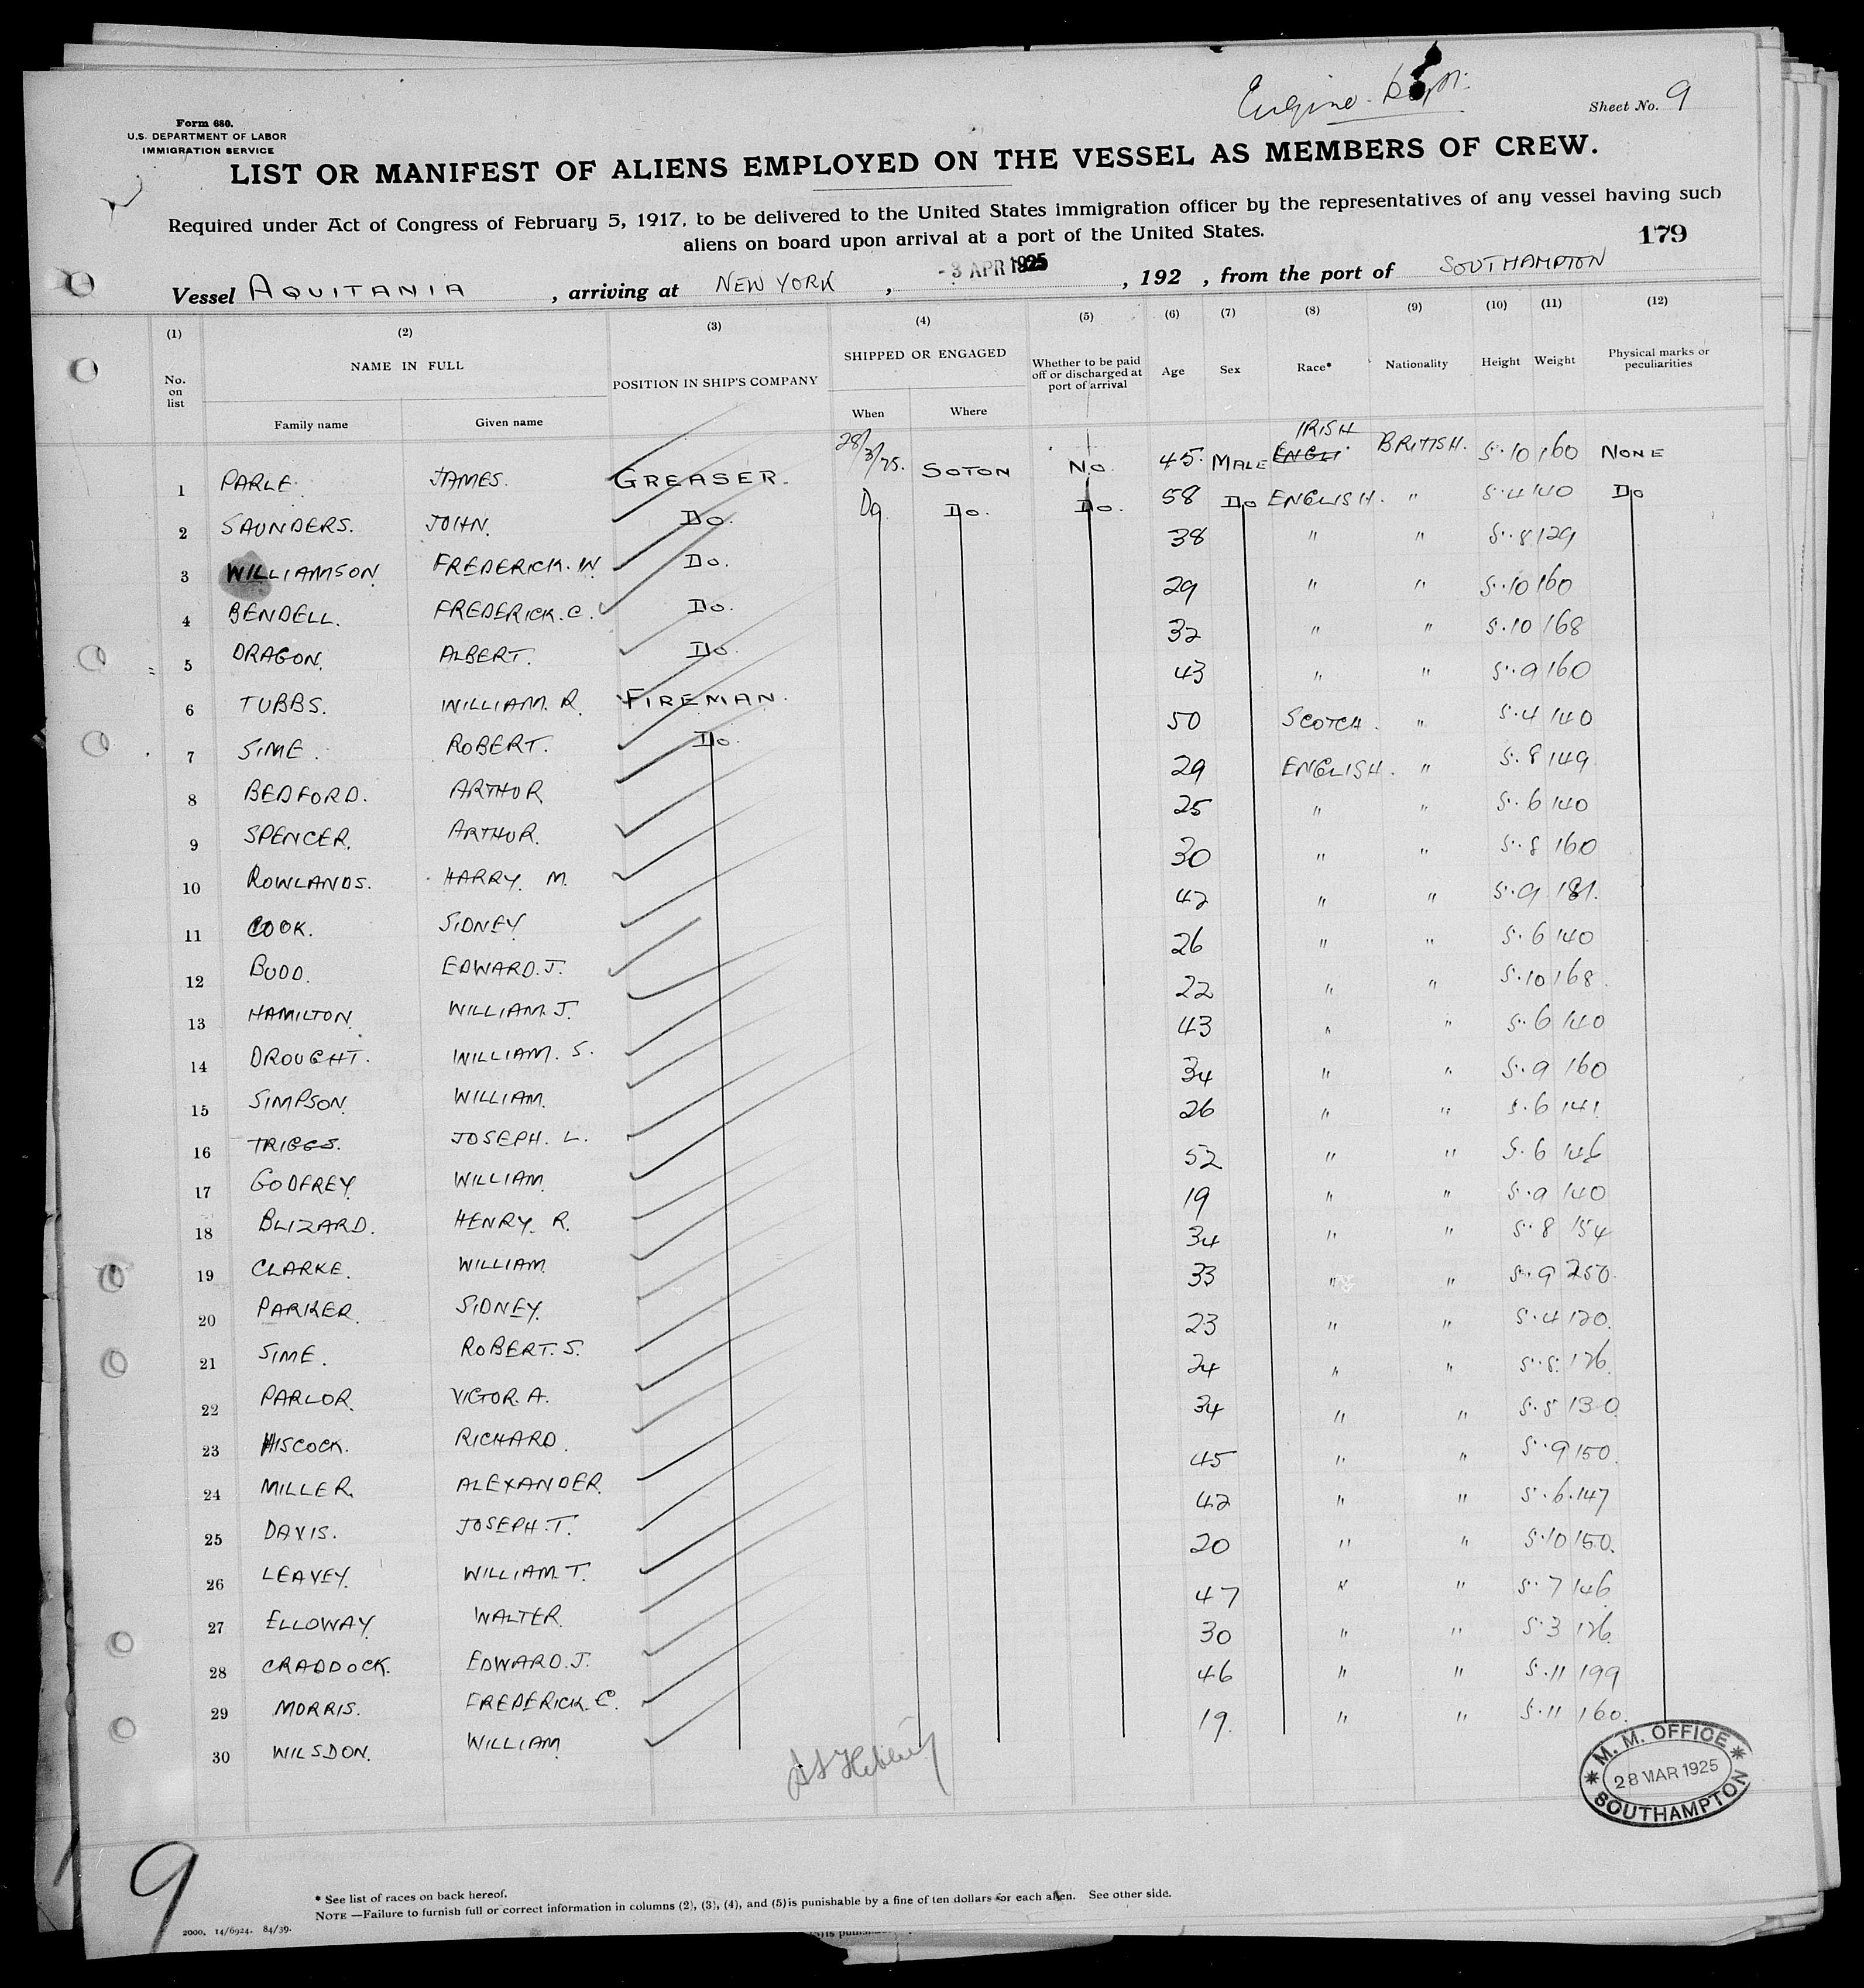 Engine Dept.
Sheet No. 9
Form 680.
U.S. DEPARTMENT OF LABOR
IMMIGRATION SERVICE
LIST OR MANIFEST OF ALIENS EMPLOYED ON THE VESSEL AS MEMBERS OF CREW.
Required under Act of Congress of February 5, 1917, to be delivered to the United States immigration officer by the representatives of any vessel having such
aliens on board upon arrival at a port of the United States.
179
Vessel AQUITANIA, arriving at NEW YORK, - 3 APR 1925, 192 , from the port of SOUTHAMPTON
(1) (2) (3) (4) (5) (6) (7) (8) (9) (10) (11) (12)
No. on list NAME IN FULL POSITION IN SHIP'S COMPANY SHIPPED OR ENGAGED Whether to be paid off or discharged at port of arrival Age Sex Race* Nationality Height Weight Physical marks or peculiarities
Family name Given name When Where
1 PARLE. JAMES. GREASER. 28/3/25. SOTON NO 45. MALE ENGLI IRISH BRITISH. 5.10 160 NONE
2 SAUNDERS. JOHN. Do. Do. Do. Do. 58 Do ENGLISH. " 5.4 140 Do
3 WILLIAMSON. FREDERICK. W Do. 38 " " 5.8 129
4 BENDELL. FREDERICK. C. Do. 29 " " 5.10 160
5 DRAGON. ALBERT. Do. 32 " " 5.10 168
6 TUBBS. WILLIAM. R. FIREMAN. 43 " " 5.9 160
7 SIME. ROBERT. Do. 50 SCOTCH. " 5.4 140
8 BEDFORD. ARTHUR 29 ENGLISH. " 5.8 149
9 SPENCER. ARTHUR. 25 " " 5.6 140
10 ROWLANDS. HARRY. M. 30 " " 5.8 160
11 COOK. SIDNEY 42 " " 5.9 181.
12 BUDD. EDWARD. J. 26 " " 5.6 140
13 HAMILTON. WILLIAM. J. 22 " " 5.10 168.
14 DROUGHT. WILLIAM. S. 43 " " 5.6 140
15 SIMPSON. WILLIAM. 34 " " 5.9 160
16 TRIGGS. JOSEPH. L. 26 " " 5.6 141
17 GODFREY. WILLIAM. 52 " " 5.6 146
18 BLIZARD. HENRY. R. 19 " " 5.9 140
19 CLARKE. WILLIAM. 34 " " 5.8 154
20 PARKER. SIDNEY. 33 " " 5.9 250.
21 SIME. ROBERT. S. 23 " " 5.4 120.
22 PARLOR. VICTOR. A. 24 " " 126.
23 HISCOCK. RICHARD. 34 " " 130.
24 MILLER. ALEXANDER. 45 " " 5.9 150.
25 DAVIS. JOSEPH. T. 42 " " 5.6. 147
26 LEAVEY. WILLIAM. T. 20 " " 5.10 150.
27 ELLOWAY. WALTER. 47 " " 5.7 146.
28 CRADDOCK. EDWARD. J. 30 " " 5.3 126.
29 MORRIS. FREDERICK. C. 46 " " 5.11 199
30 WILSDON. WILLIAM. 19. " " 5.11 160.
M. M. OFFICE
28 MAR 1925
SOUTHAMPTON
9
* See list of races on back hereof.
NOTE —Failure to furnish full or correct information in columns (2), (3), (4), and (5) is punishable by a fine of ten dollars for each alien. See other side.
2000. 14/6924. 84/39.